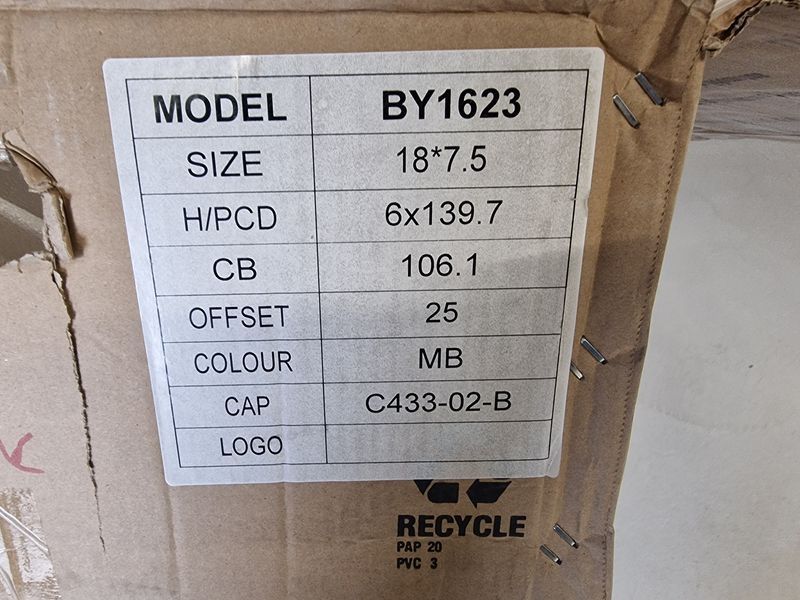 MODEL BY1623
SIZE 18*7.5
H/PCD 6x139.7
CB 106.1
OFFSET 25
COLOUR MB
CAP C433-02-B
LOGO
RECYCLE
PAP 20
PVC 3